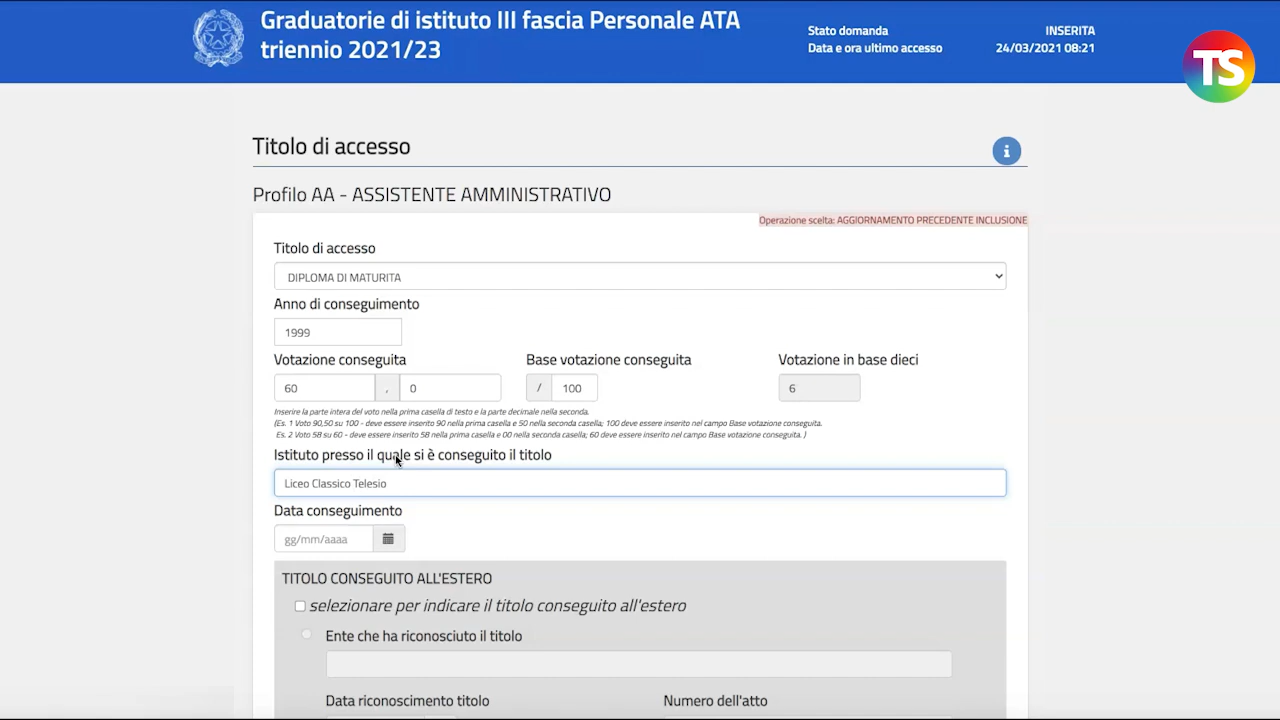 Graduatorie di istituto III fascia Personale ATA
triennio 2021/23
Stato domanda INSERITA
Data e ora ultimo accesso 24/03/2021 08:21
TS
Titolo di accesso
i
Profilo AA - ASSISTENTE AMMINISTRATIVO
Operazione scelta: AGGIORNAMENTO PRECEDENTE INCLUSIONE
Titolo di accesso
DIPLOMA DI MATURITA
Anno di conseguimento
1999
Votazione conseguita Base votazione conseguita Votazione in base dieci
60 , 0 / 100 6
Inserire la parte intera del voto nella prima casella di testo e la parte decimale nella seconda.
(Es. 1 Voto 90,50 su 100 - deve essere inserito 90 nella prima casella e 50 nella seconda casella; 100 deve essere inserito nel campo Base votazione conseguita.
Es. 2 Voto 58 su 60 - deve essere inserito 58 nella prima casella e 00 nella seconda casella; 60 deve essere inserito nel campo Base votazione conseguita. )
Istituto presso il quale si è conseguito il titolo
Liceo Classico Telesio
Data conseguimento
gg/mm/aaaa
TITOLO CONSEGUITO ALL'ESTERO
selezionare per indicare il titolo conseguito all'estero
Ente che ha riconosciuto il titolo
Data riconoscimento titolo Numero dell'atto